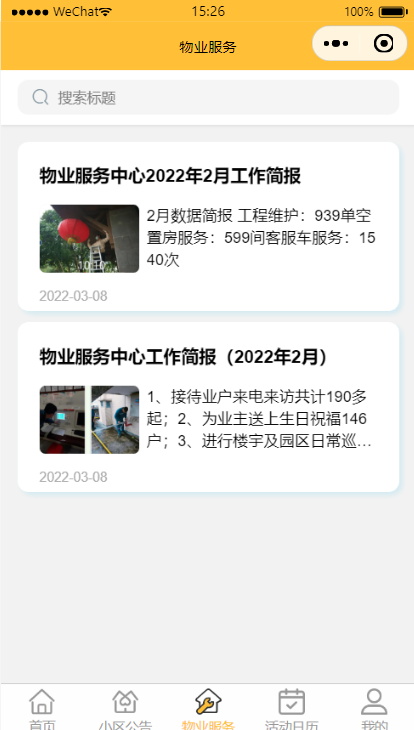 WeChat 15:26 100%
物业服务
搜索标题
物业服务中心2022年2月工作简报
2月数据简报 工程维护：939单空
置房服务：599间客服车服务：15
40次
2022-03-08
物业服务中心工作简报（2022年2月）
1、接待业户来电来访共计190多
起；2、为业主送上生日祝福146
户；3、进行楼宇及园区日常巡…
2022-03-08
首页 小区公告 物业服务 活动日历 我的